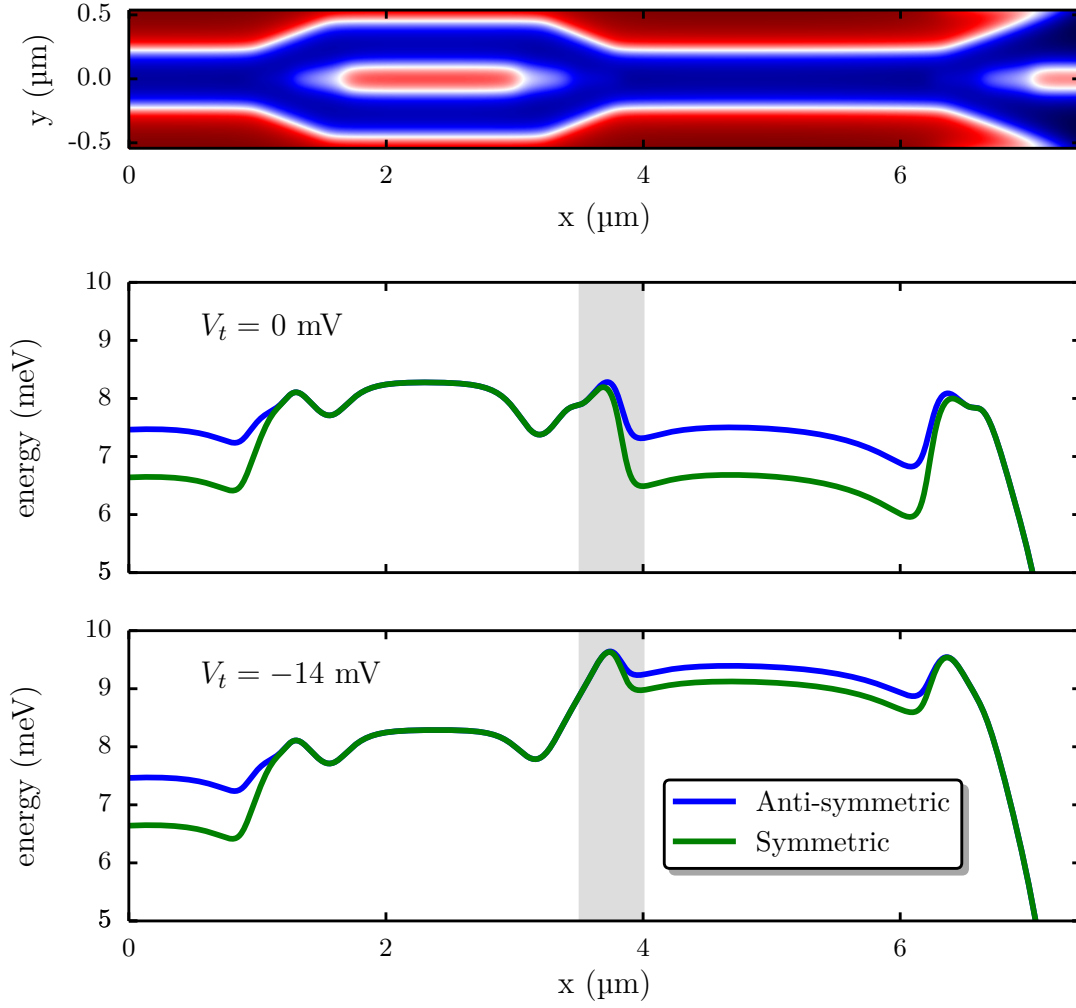 0.5
0.0
-0.5
y (µm)
0 2 4 6
x (µm)
10
9
8
7
6
5
energy (meV)
V_t = 0 mV
10
9
8
7
6
5
energy (meV)
V_t = −14 mV
Anti-symmetric
Symmetric
0 2 4 6
x (µm)